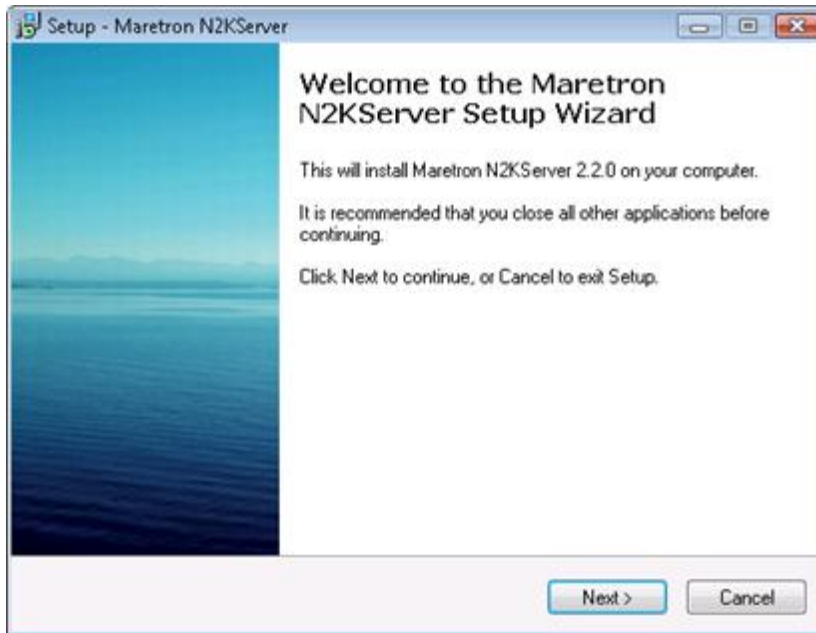 Setup - Maretron N2KServer
Welcome to the Maretron
N2KServer Setup Wizard
This will install Maretron N2KServer 2.2.0 on your computer.
It is recommended that you close all other applications before
continuing.
Click Next to continue, or Cancel to exit Setup.
Next >
Cancel